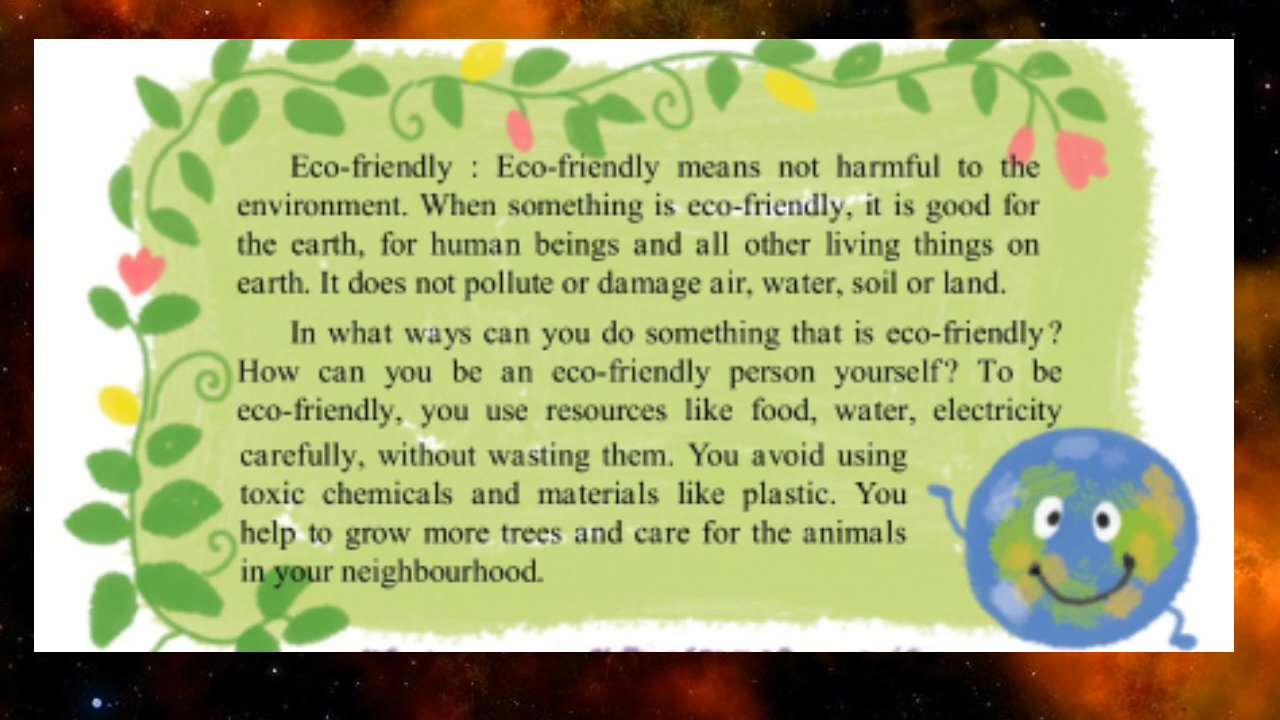 Eco-friendly : Eco-friendly means not harmful to the
environment. When something is eco-friendly, it is good for
the earth, for human beings and all other living things on
earth. It does not pollute or damage air, water, soil or land.
In what ways can you do something that is eco-friendly?
How can you be an eco-friendly person yourself? To be
eco-friendly, you use resources like food, water, electricity
carefully, without wasting them. You avoid using
toxic chemicals and materials like plastic. You
help to grow more trees and care for the animals
in your neighbourhood.